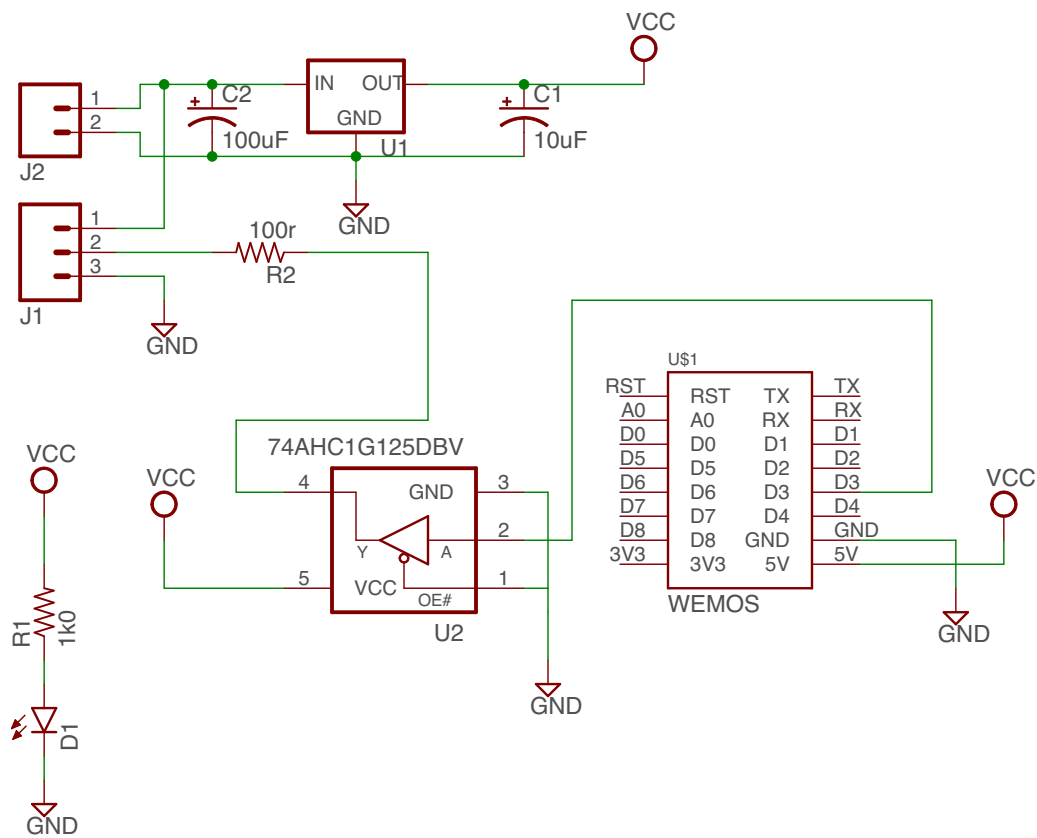 VCC
1
2
J2
C2
100uF
IN
OUT
GND
U1
C1
10uF
GND
1
2
3
J1
100r
R2
GND
U$1
RST
A0
D0
D5
D6
D7
D8
3V3
RST
A0
D0
D5
D6
D7
D8
3V3
TX
RX
D1
D2
D3
D4
GND
5V
TX
RX
D1
D2
D3
D4
GND
5V
WEMOS
VCC
GND
74AHC1G125DBV
VCC
4
5
GND
Y
A
VCC
OE#
3
2
1
U2
GND
VCC
R1
1k0
D1
GND